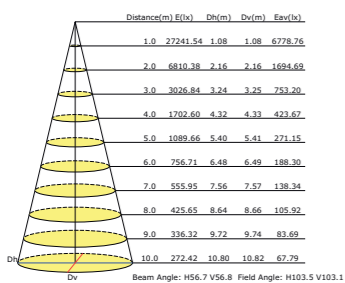 Distance(m) E(lx) Dh(m) Dv(m) Eav(lx)
1.0 27241.54 1.08 1.08 6778.76
2.0 6810.38 2.16 2.16 1694.69
3.0 3026.84 3.24 3.25 753.20
4.0 1702.60 4.32 4.33 423.67
5.0 1089.66 5.40 5.41 271.15
6.0 756.71 6.48 6.49 188.30
7.0 555.95 7.56 7.57 138.34
8.0 425.65 8.64 8.66 105.92
9.0 336.32 9.72 9.74 83.69
Dh 10.0 272.42 10.80 10.82 67.79
Dv Beam Angle: H56.7 V56.8 Field Angle: H103.5 V103.1